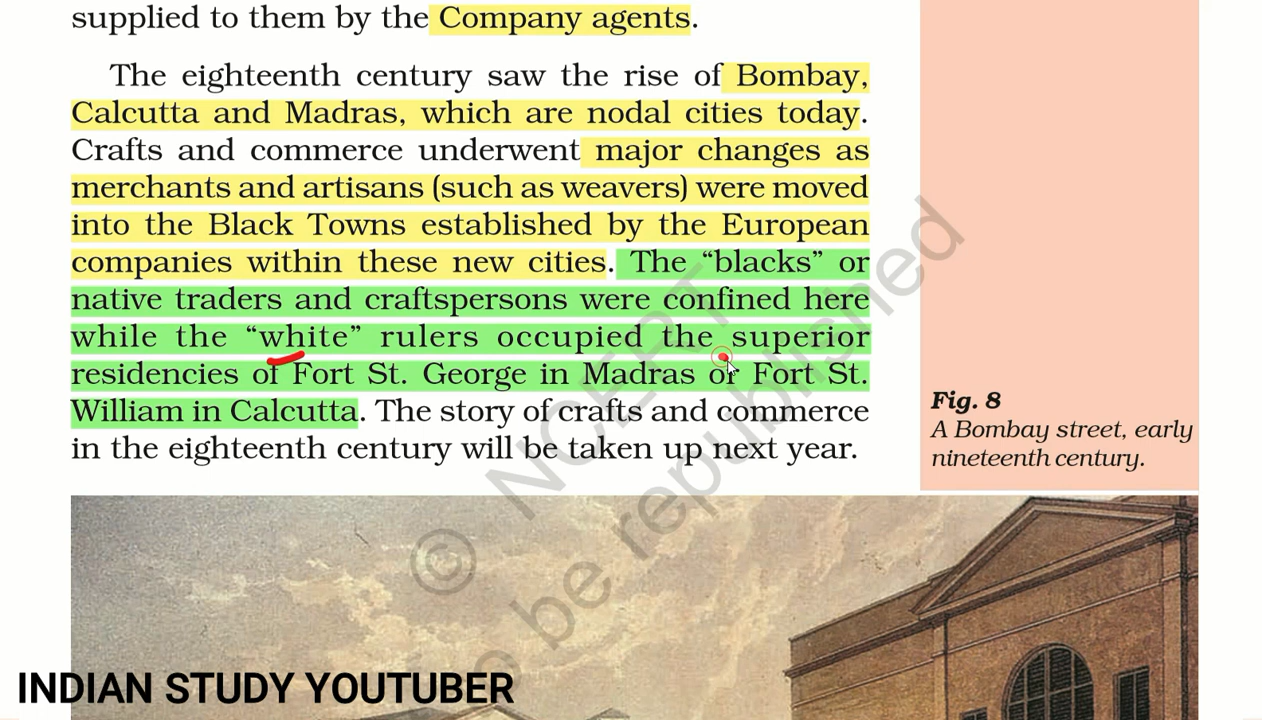 supplied to them by the Company agents.
The eighteenth century saw the rise of Bombay,
Calcutta and Madras, which are nodal cities today.
Crafts and commerce underwent major changes as
merchants and artisans (such as weavers) were moved
into the Black Towns established by the European
companies within these new cities. The “blacks” or
native traders and craftspersons were confined here
while the “white” rulers occupied the superior
residencies of Fort St. George in Madras or Fort St.
William in Calcutta. The story of crafts and commerce
in the eighteenth century will be taken up next year.
Fig. 8
A Bombay street, early
nineteenth century.
© NCERT
to be republished
INDIAN STUDY YOUTUBER